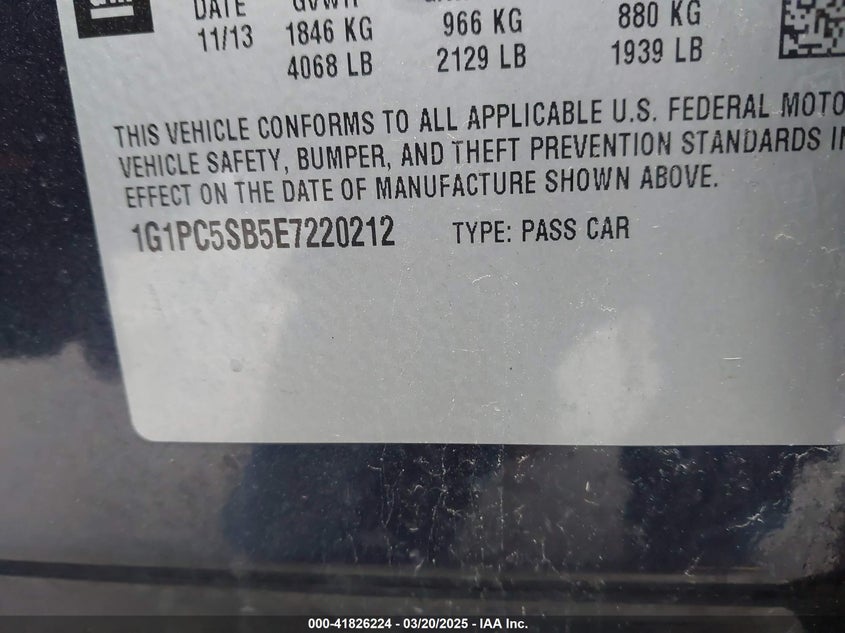 gm
DATE GVWR
11/13 1846 KG 966 KG 880 KG
4068 LB 2129 LB 1939 LB
THIS VEHICLE CONFORMS TO ALL APPLICABLE U.S. FEDERAL MOTO
VEHICLE SAFETY, BUMPER, AND THEFT PREVENTION STANDARDS IN
EFFECT ON THE DATE OF MANUFACTURE SHOWN ABOVE.
1G1PC5SB5E7220212 TYPE: PASS CAR
000-41826224 - 03/20/2025 - IAA Inc.